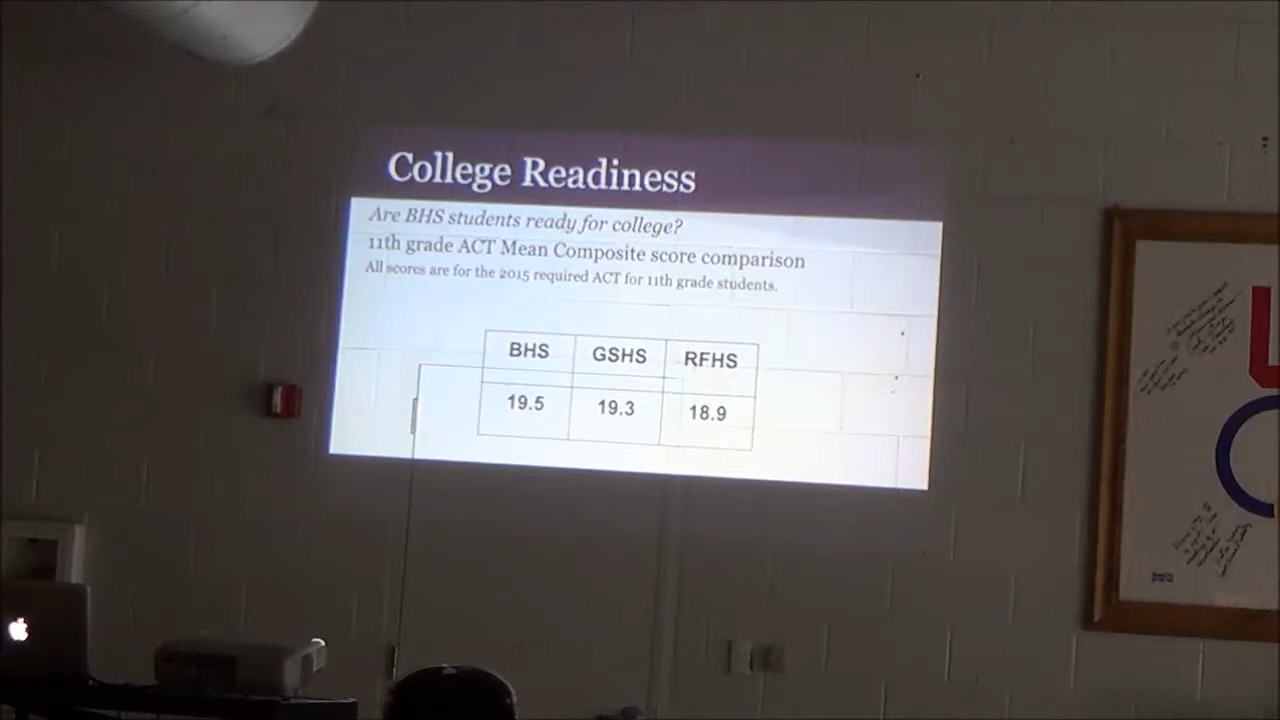 College Readiness
Are BHS students ready for college?
11th grade ACT Mean Composite score comparison
All scores are for the 2015 required ACT for 11th grade students.
BHS GSHS RFHS
19.5 19.3 18.9